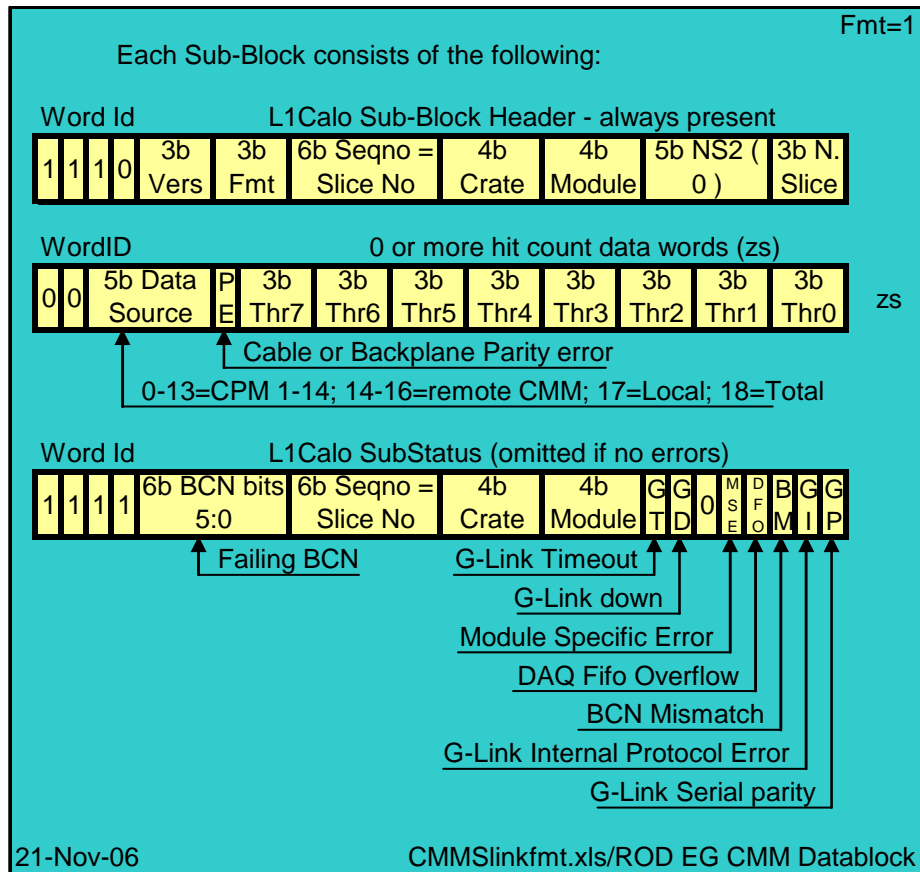 Fmt=1
Each Sub-Block consists of the following:
Word Id L1Calo Sub-Block Header - always present
1 1 1 0 3b Vers 3b Fmt 6b Seqno = Slice No 4b Crate 4b Module 5b NS2 ( 0 ) 3b N. Slice
WordID 0 or more hit count data words (zs)
0 0 5b Data Source PE 3b Thr7 3b Thr6 3b Thr5 3b Thr4 3b Thr3 3b Thr2 3b Thr1 3b Thr0 zs
Cable or Backplane Parity error
0-13=CPM 1-14; 14-16=remote CMM; 17=Local; 18=Total
Word Id L1Calo SubStatus (omitted if no errors)
1 1 1 1 6b BCN bits 5:0 6b Seqno = Slice No 4b Crate 4b Module GT GD 0 MSE DFO BM GI GP
Failing BCN G-Link Timeout
G-Link down
Module Specific Error
DAQ Fifo Overflow
BCN Mismatch
G-Link Internal Protocol Error
G-Link Serial parity
21-Nov-06 CMMSlinkfmt.xls/ROD EG CMM Datablock